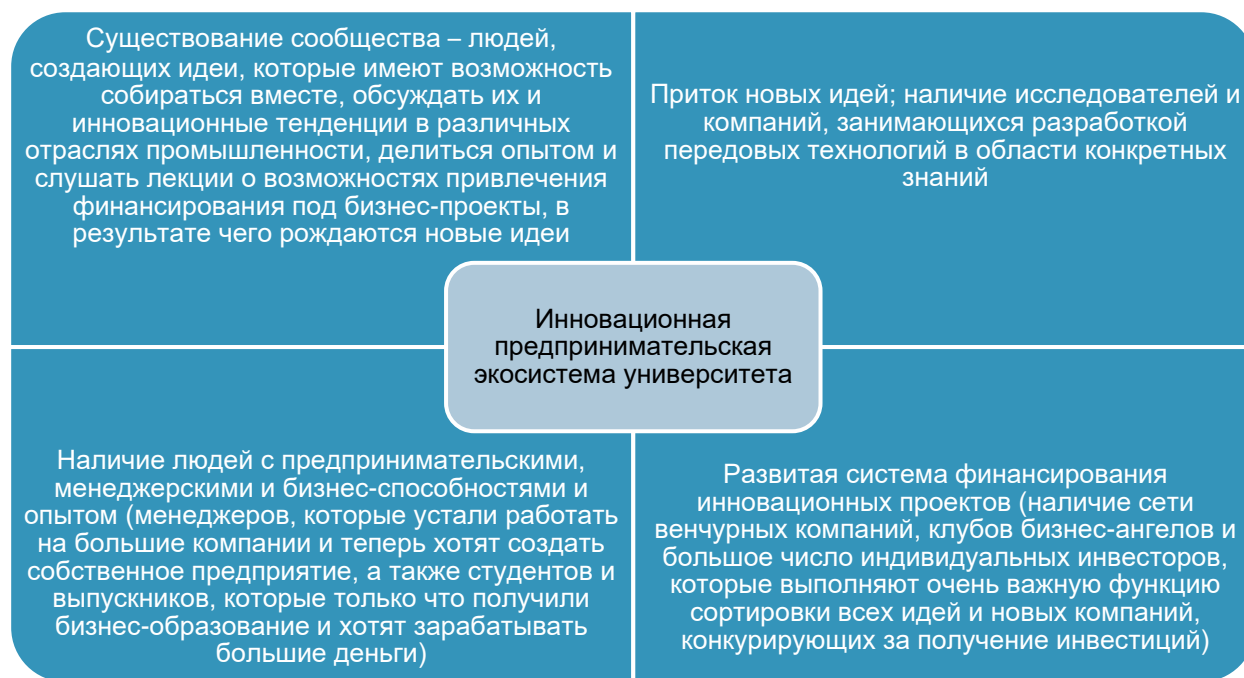 Существование сообщества – людей,
создающих идеи, которые имеют возможность
собираться вместе, обсуждать их и
инновационные тенденции в различных
отраслях промышленности, делиться опытом и
слушать лекции о возможностях привлечения
финансирования под бизнес-проекты, в
результате чего рождаются новые идеи
Приток новых идей; наличие исследователей и
компаний, занимающихся разработкой
передовых технологий в области конкретных
знаний
Инновационная
предпринимательская
экосистема университета
Наличие людей с предпринимательскими,
менеджерскими и бизнес-способностями и
опытом (менеджеров, которые устали работать
на большие компании и теперь хотят создать
собственное предприятие, а также студентов и
выпускников, которые только что получили
бизнес-образование и хотят зарабатывать
большие деньги)
Развитая система финансирования
инновационных проектов (наличие сети
венчурных компаний, клубов бизнес-ангелов и
большое число индивидуальных инвесторов,
которые выполняют очень важную функцию
сортировки всех идей и новых компаний,
конкурирующих за получение инвестиций)